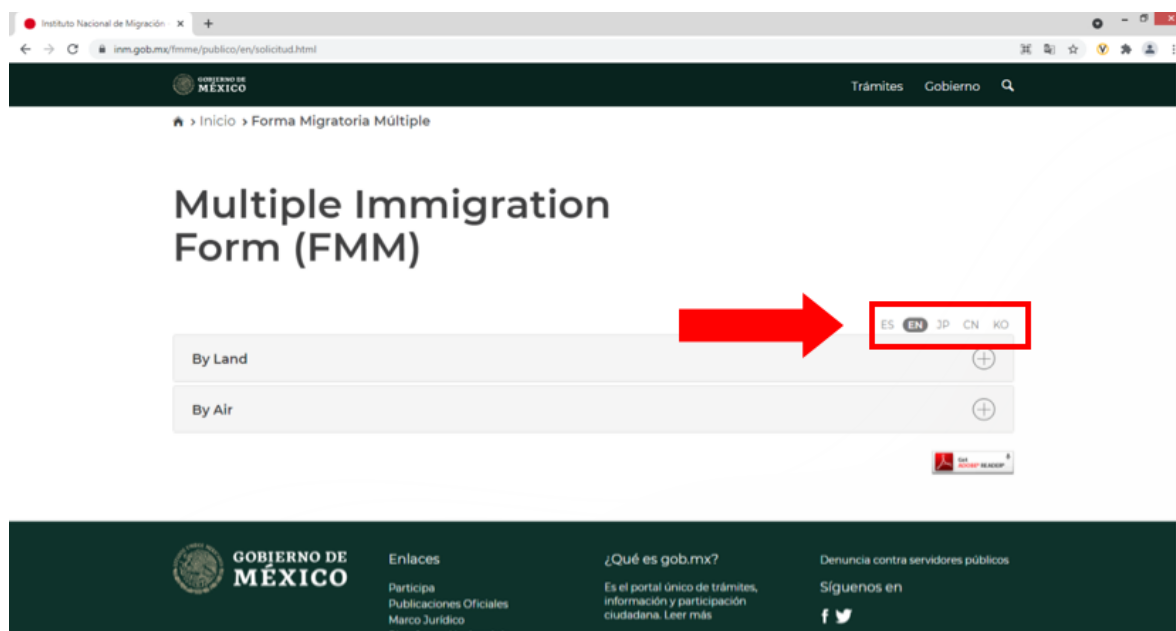 Instituto Nacional de Migración
inm.gob.mx/fmme/publico/en/solicitud.html
GOBIERNO DE
MÉXICO
Trámites Gobierno
> Inicio > Forma Migratoria Múltiple
Multiple Immigration
Form (FMM)
ES EN JP CN KO
By Land
By Air
Get
ADOBE® READER®
GOBIERNO DE
MÉXICO
Enlaces
Participa
Publicaciones Oficiales
Marco Jurídico
¿Qué es gob.mx?
Es el portal único de trámites,
información y participación
ciudadana. Leer más
Denuncia contra servidores públicos
Síguenos en